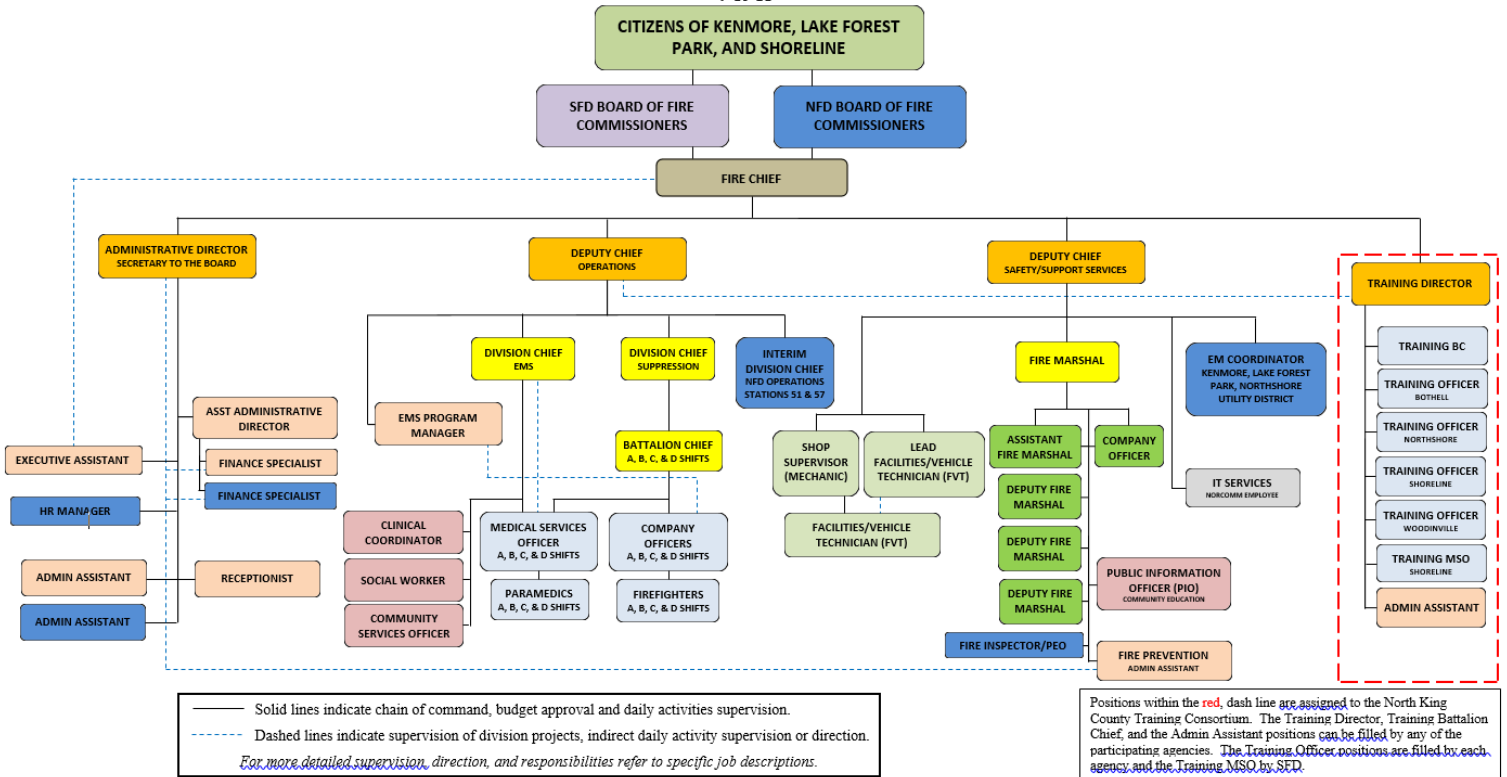 CITIZENS OF KENMORE, LAKE FOREST
PARK, AND SHORELINE
SFD BOARD OF FIRE
COMMISSIONERS
NFD BOARD OF FIRE
COMMISSIONERS
FIRE CHIEF
ADMINISTRATIVE DIRECTOR
SECRETARY TO THE BOARD
DEPUTY CHIEF
OPERATIONS
DEPUTY CHIEF
SAFETY/SUPPORT SERVICES
TRAINING DIRECTOR
DIVISION CHIEF
EMS
DIVISION CHIEF
SUPPRESSION
INTERIM
DIVISION CHIEF
NFD OPERATIONS
STATIONS 51 & 57
FIRE MARSHAL
EM COORDINATOR
KENMORE, LAKE FOREST
PARK, NORTHSHORE
UTILITY DISTRICT
TRAINING BC
TRAINING OFFICER
BOTHELL
TRAINING OFFICER
NORTHSHORE
TRAINING OFFICER
SHORELINE
TRAINING OFFICER
WOODINVILLE
TRAINING MSO
SHORELINE
ADMIN ASSISTANT
ASST ADMINISTRATIVE
DIRECTOR
EXECUTIVE ASSISTANT
FINANCE SPECIALIST
FINANCE SPECIALIST
HR MANAGER
ADMIN ASSISTANT
RECEPTIONIST
ADMIN ASSISTANT
EMS PROGRAM
MANAGER
BATTALION CHIEF
A, B, C, & D SHIFTS
CLINICAL
COORDINATOR
SOCIAL WORKER
COMMUNITY
SERVICES OFFICER
MEDICAL SERVICES
OFFICER
A, B, C, & D SHIFTS
PARAMEDICS
A, B, C, & D SHIFTS
COMPANY
OFFICERS
A, B, C, & D SHIFTS
FIREFIGHTERS
A, B, C, & D SHIFTS
SHOP
SUPERVISOR
(MECHANIC)
LEAD
FACILITIES/VEHICLE
TECHNICIAN (FVT)
FACILITIES/VEHICLE
TECHNICIAN (FVT)
ASSISTANT
FIRE MARSHAL
COMPANY
OFFICER
DEPUTY FIRE
MARSHAL
DEPUTY FIRE
MARSHAL
DEPUTY FIRE
MARSHAL
IT SERVICES
NORCOMM EMPLOYEE
PUBLIC INFORMATION
OFFICER (PIO)
COMMUNITY EDUCATION
FIRE INSPECTOR/PEO
FIRE PREVENTION
ADMIN ASSISTANT
Solid lines indicate chain of command, budget approval and daily activities supervision.
Dashed lines indicate supervision of division projects, indirect daily activity supervision or direction.
For more detailed supervision, direction, and responsibilities refer to specific job descriptions.
Positions within the red, dash line are assigned to the North King
County Training Consortium. The Training Director, Training Battalion
Chief, and the Admin Assistant positions can be filled by any of the
participating agencies. The Training Officer positions are filled by each
agency and the Training MSO by SFD.